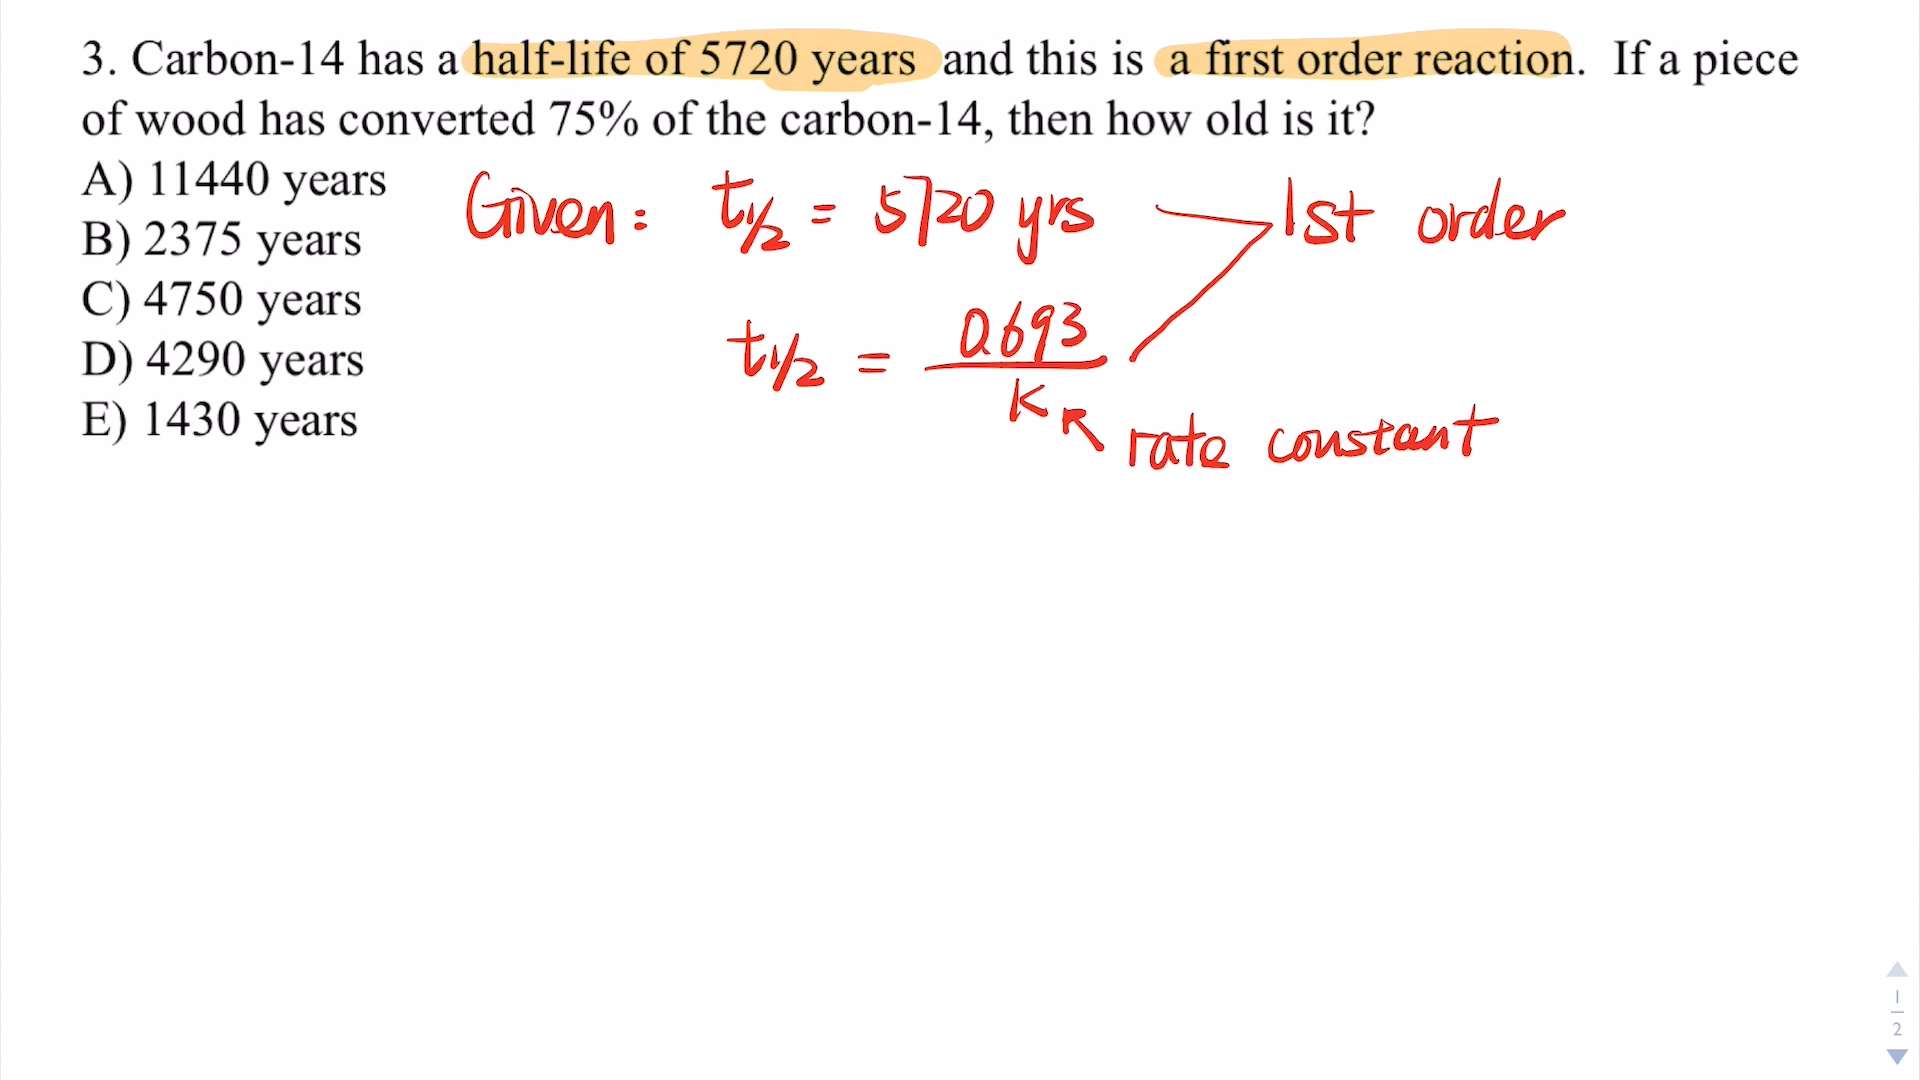 3. Carbon-14 has a half-life of 5720 years and this is a first order reaction. If a piece
of wood has converted 75% of the carbon-14, then how old is it?
A) 11440 years
B) 2375 years
C) 4750 years
D) 4290 years
E) 1430 years
Given: t1/2 = 5720 yrs 1st order
t1/2 = 0.693
K
rate constant
1
2